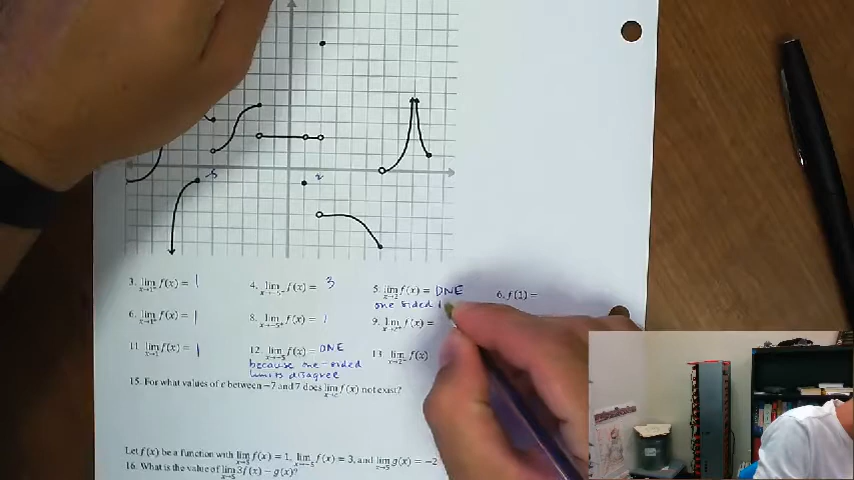 -5
2
3. lim f(x) = 1
4. lim f(x) = 3
5. lim f(x) = DNE
one sided
6. f(1) =
6. lim f(x) = 1
8. lim f(x) = 1
9. lim f(x) =
11. lim f(x) = 1
12. lim f(x) = DNE
because one-sided
limits disagree
13. lim f(x)
15. For what values of c between −7 and 7 does lim f(x) not exist?
Let f(x) be a function with lim f(x) = 1, lim f(x) = 3, and lim g(x) = −2
16. What is the value of lim 3f(x) − g(x)?